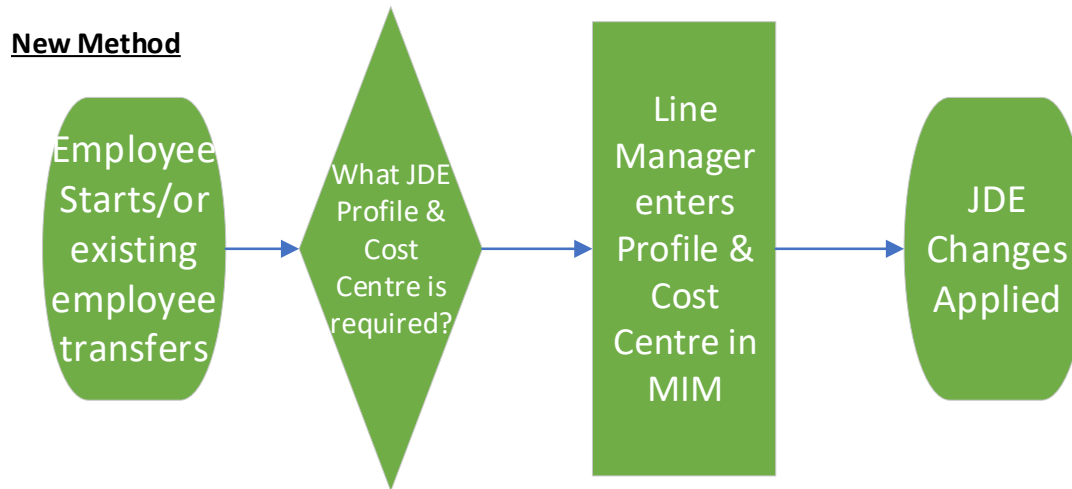 New Method
Employee
Starts/or
existing
employee
transfers
What JDE
Profile &
Cost
Centre is
required?
Line
Manager
enters
Profile &
Cost
Centre in
MIM
JDE
Changes
Applied